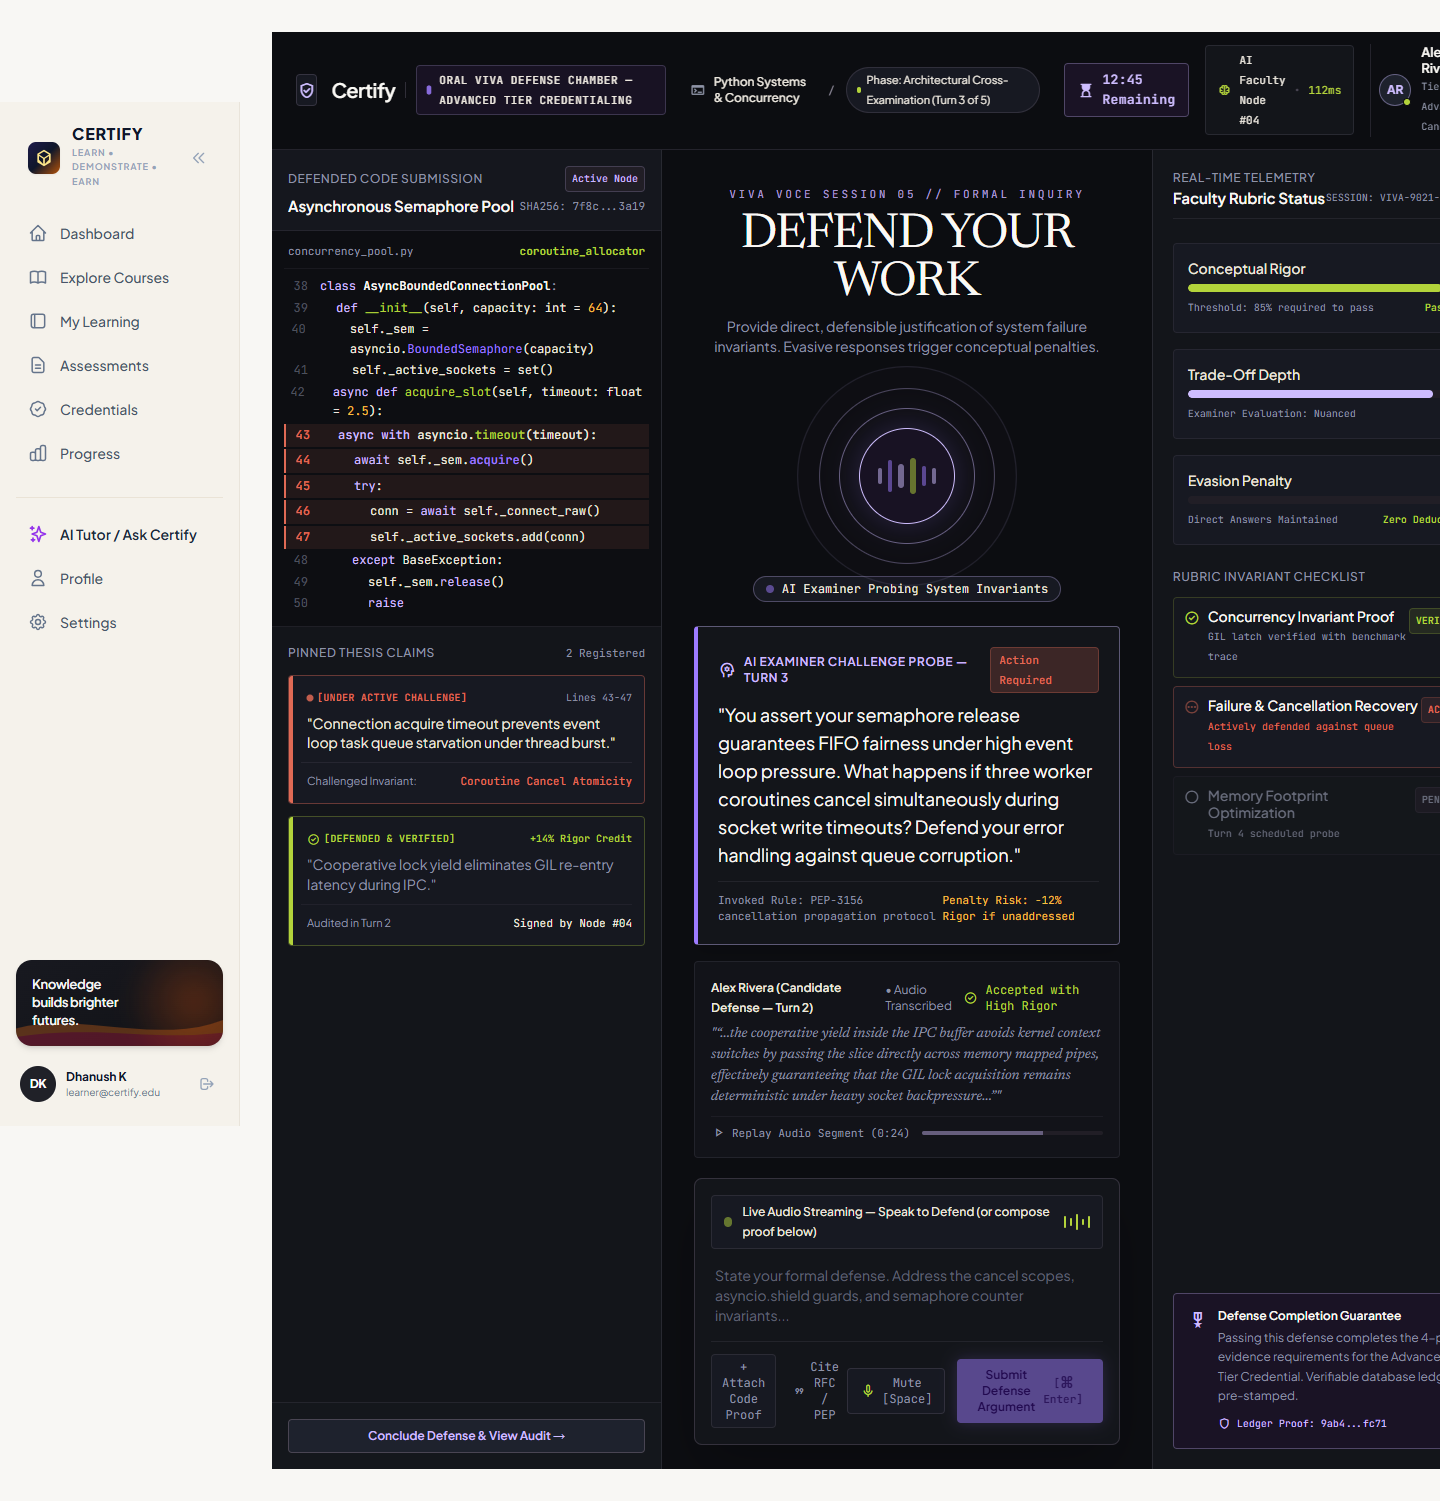 CERTIFY
LEARN •
DEMONSTRATE •
EARN
Dashboard
Explore Courses
My Learning
Assessments
Credentials
Progress
AI Tutor / Ask Certify
Profile
Settings
Knowledge
builds brighter
futures.
DK
Dhanush K
learner@certify.edu
Certify
ORAL VIVA DEFENSE CHAMBER —
ADVANCED TIER CREDENTIALING
Python Systems
& Concurrency
/
Phase: Architectural Cross-
Examination (Turn 3 of 5)
12:45
Remaining
AI
Faculty
Node
#04
· 112ms
AR
DEFENDED CODE SUBMISSION
Active Node
Asynchronous Semaphore Pool
SHA256: 7f8c...3a19
concurrency_pool.py
coroutine_allocator
38 class AsyncBoundedConnectionPool:
39 def __init__(self, capacity: int = 64):
40 self._sem =
asyncio.BoundedSemaphore(capacity)
41 self._active_sockets = set()
42 async def acquire_slot(self, timeout: float
= 2.5):
43 async with asyncio.timeout(timeout):
44 await self._sem.acquire()
45 try:
46 conn = await self._connect_raw()
47 self._active_sockets.add(conn)
48 except BaseException:
49 self._sem.release()
50 raise
PINNED THESIS CLAIMS
2 Registered
[UNDER ACTIVE CHALLENGE]
Lines 43-47
"Connection acquire timeout prevents event
loop task queue starvation under thread burst."
Challenged Invariant:
Coroutine Cancel Atomicity
[DEFENDED & VERIFIED]
+14% Rigor Credit
"Cooperative lock yield eliminates GIL re-entry
latency during IPC."
Audited in Turn 2
Signed by Node #04
Conclude Defense & View Audit →
VIVA VOCE SESSION 05 // FORMAL INQUIRY
DEFEND YOUR
WORK
Provide direct, defensible justification of system failure
invariants. Evasive responses trigger conceptual penalties.
AI Examiner Probing System Invariants
AI EXAMINER CHALLENGE PROBE —
TURN 3
Action
Required
"You assert your semaphore release
guarantees FIFO fairness under high event
loop pressure. What happens if three worker
coroutines cancel simultaneously during
socket write timeouts? Defend your error
handling against queue corruption."
Invoked Rule: PEP-3156
cancellation propagation protocol
Penalty Risk: -12%
Rigor if unaddressed
Alex Rivera (Candidate
Defense — Turn 2)
• Audio
Transcribed
Accepted with
High Rigor
"“...the cooperative yield inside the IPC buffer avoids kernel context
switches by passing the slice directly across memory mapped pipes,
effectively guaranteeing that the GIL lock acquisition remains
deterministic under heavy socket backpressure...”"
Replay Audio Segment (0:24)
Live Audio Streaming — Speak to Defend (or compose
proof below)
State your formal defense. Address the cancel scopes,
asyncio.shield guards, and semaphore counter
invariants...
+
Attach
Code
Proof
Cite
RFC
/
PEP
Mute
[Space]
Submit
Defense
Argument
[⌘
Enter]
REAL-TIME TELEMETRY
Faculty Rubric Status
SESSION: VIVA-9021-
Conceptual Rigor
Threshold: 85% required to pass
Trade-Off Depth
Examiner Evaluation: Nuanced
Evasion Penalty
Direct Answers Maintained
Zero
RUBRIC INVARIANT CHECKLIST
Concurrency Invariant Proof
GIL latch verified with benchmark
trace
Failure & Cancellation Recovery
Actively defended against queue
loss
Memory Footprint
Optimization
Turn 4 scheduled probe
Defense Completion Guarantee
Passing this defense completes the
evidence requirements for the
Tier Credential. Verifiable database
pre-stamped.
Ledger Proof: 9ab4...fc71